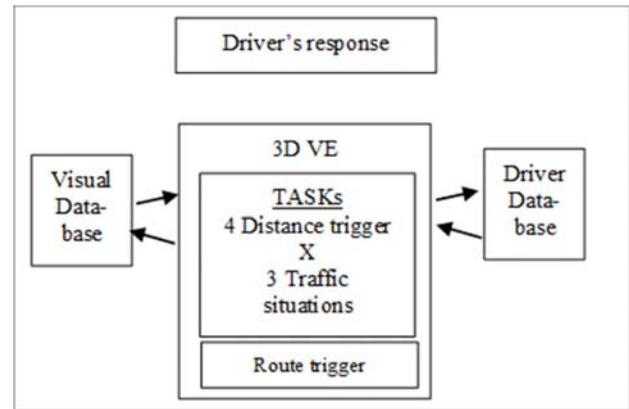 Driver's response
Visual
Data-
base
3D VE
TASKs
4 Distance trigger
X
3 Traffic
situations
Route trigger
Driver
Data-
base